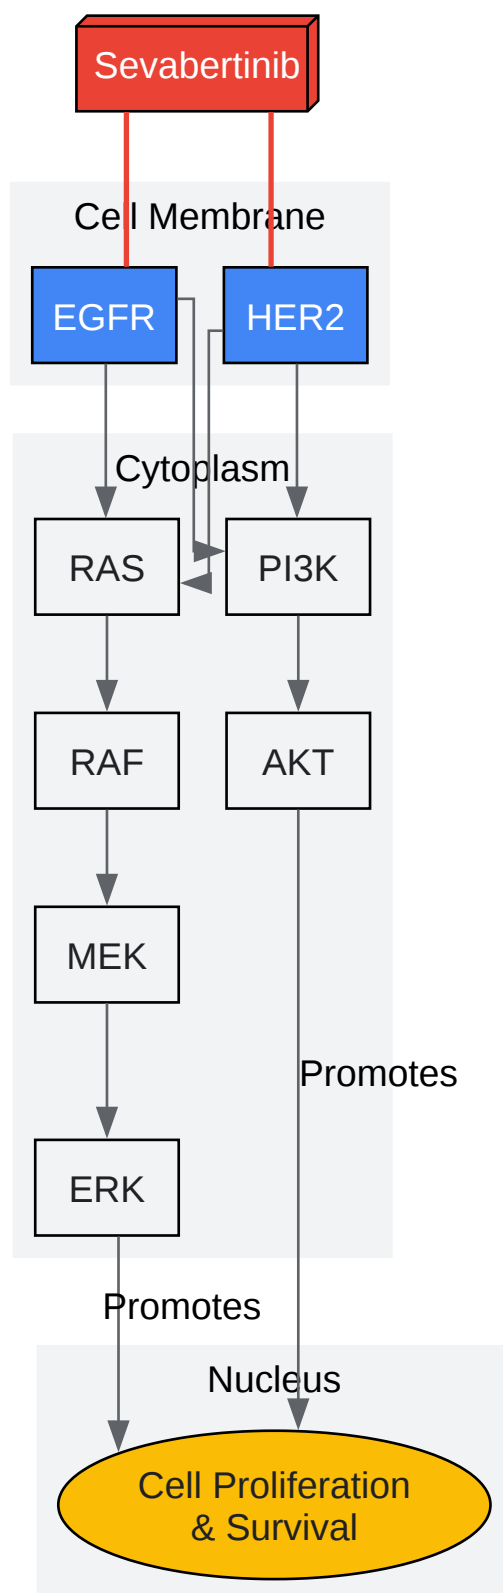 Sevabertinib
Cell Membrane
EGFR
HER2
Cytoplasm
RAS
PI3K
RAF
AKT
MEK
Promotes
ERK
Promotes
Nucleus
Cell Proliferation
& Survival